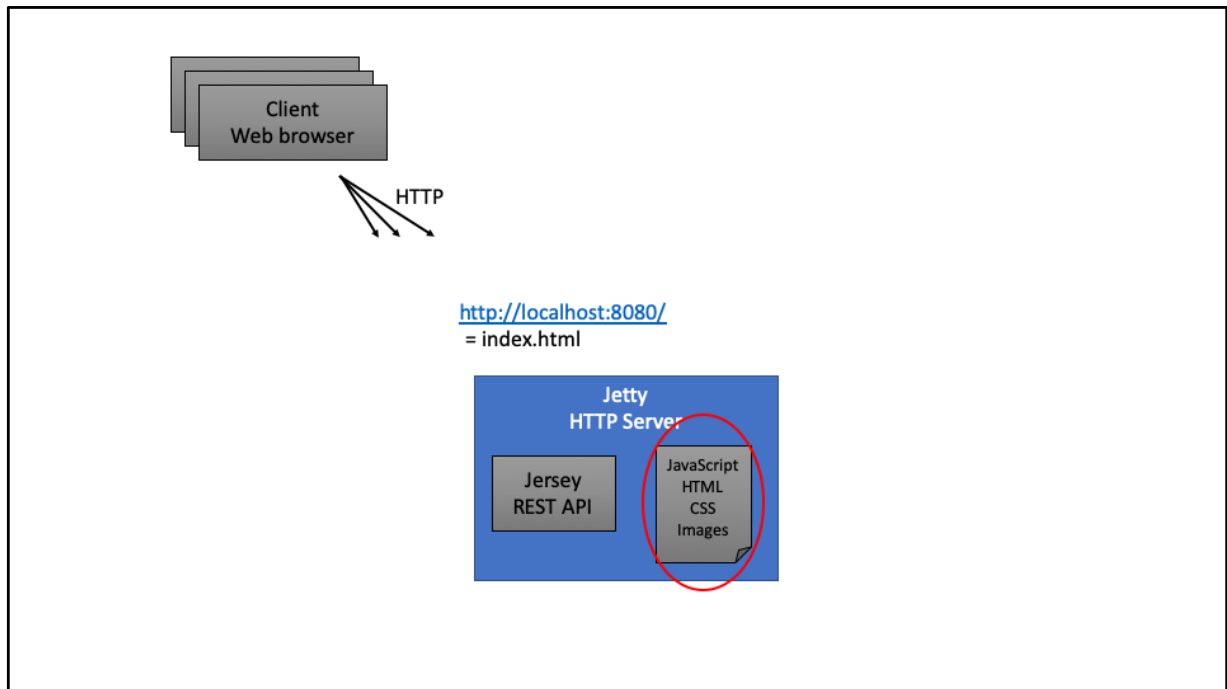 Client
Web browser
HTTP
http://localhost:8080/
= index.html
Jetty
HTTP Server
Jersey
REST API
JavaScript
HTML
CSS
Images